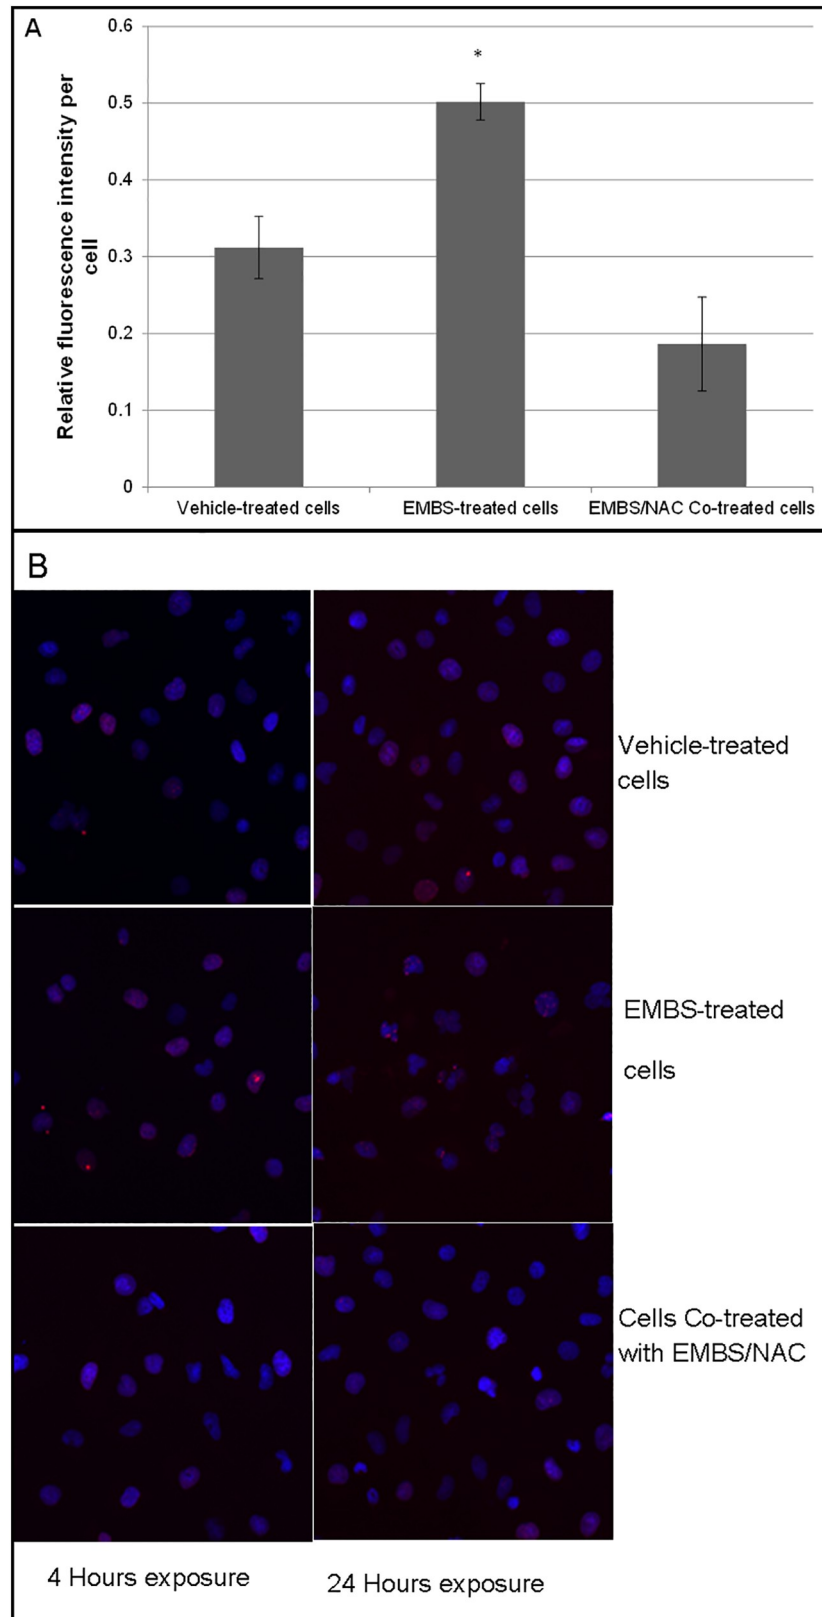 A
Relative fluorescence intensity per
cell
0.6
0.5
0.4
0.3
0.2
0.1
0
*
Vehicle-treated cells
EMBS-treated cells
EMBS/NAC Co-treated cells
B
Vehicle-treated
cells
EMBS-treated
cells
Cells Co-treated
with EMBS/NAC
4 Hours exposure
24 Hours exposure